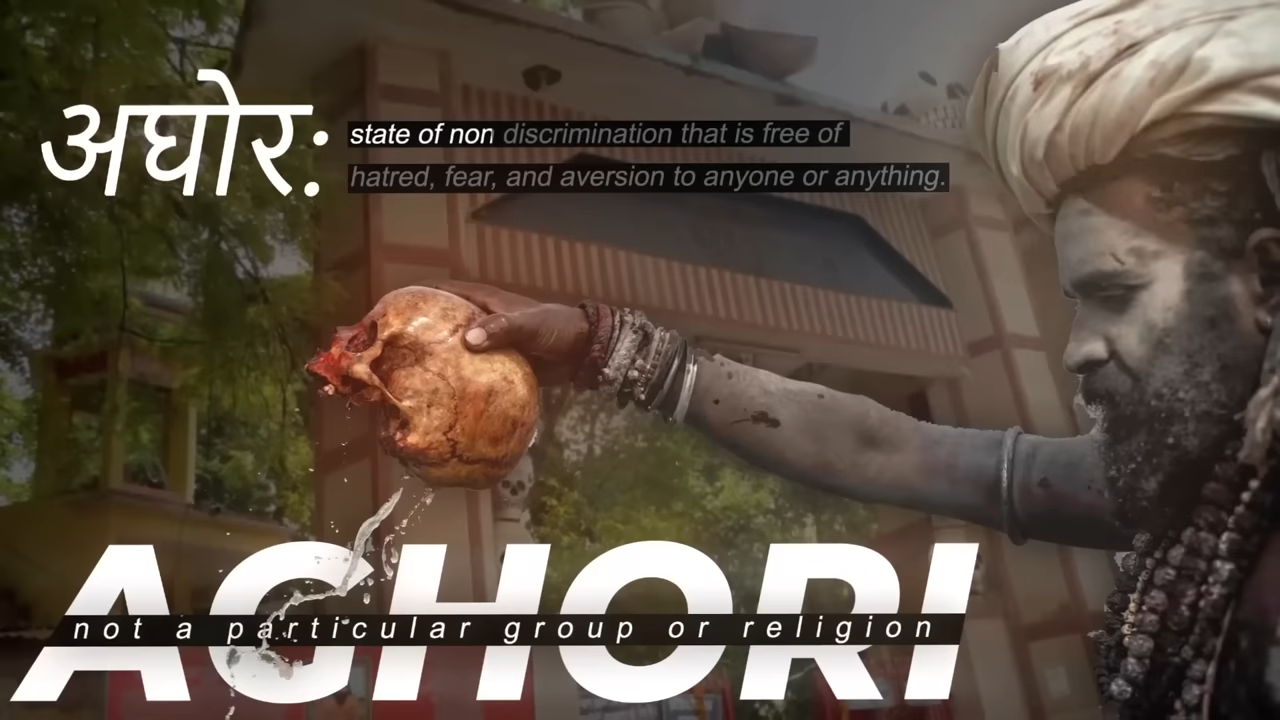 अघोर:
state of non discrimination that is free of
hatred, fear, and aversion to anyone or anything.
AGHORI
not a particular group or religion